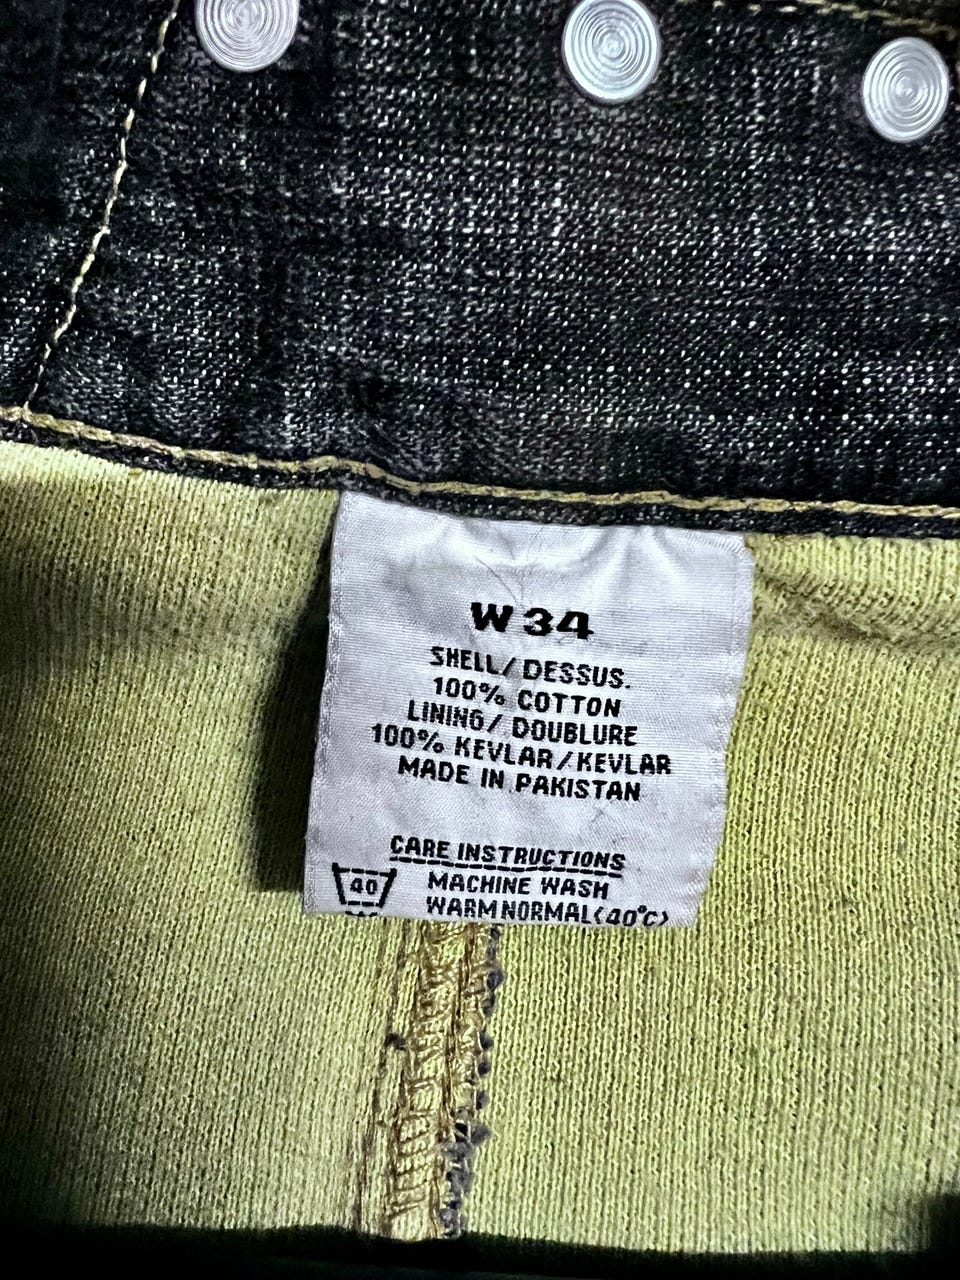 W 34
SHELL/DESSUS.
100% COTTON
LINING/DOUBLURE
100% KEVLAR/KEVLAR
MADE IN PAKISTAN
CARE INSTRUCTIONS
40 MACHINE WASH
WARM NORMAL(40°C)